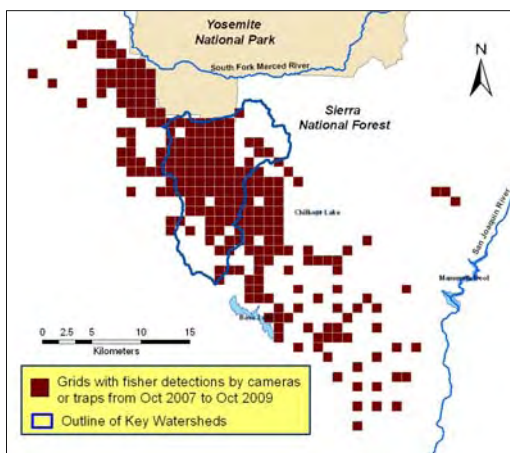 Yosemite
National Park
South Fork Merced River
N
Sierra
National Forest
Chilkoot Lake
San Joaquin River
Mammoth Pool
Bass Lake
0 2.5 5 10 15
Kilometers
Grids with fisher detections by cameras
or traps from Oct 2007 to Oct 2009
Outline of Key Watersheds